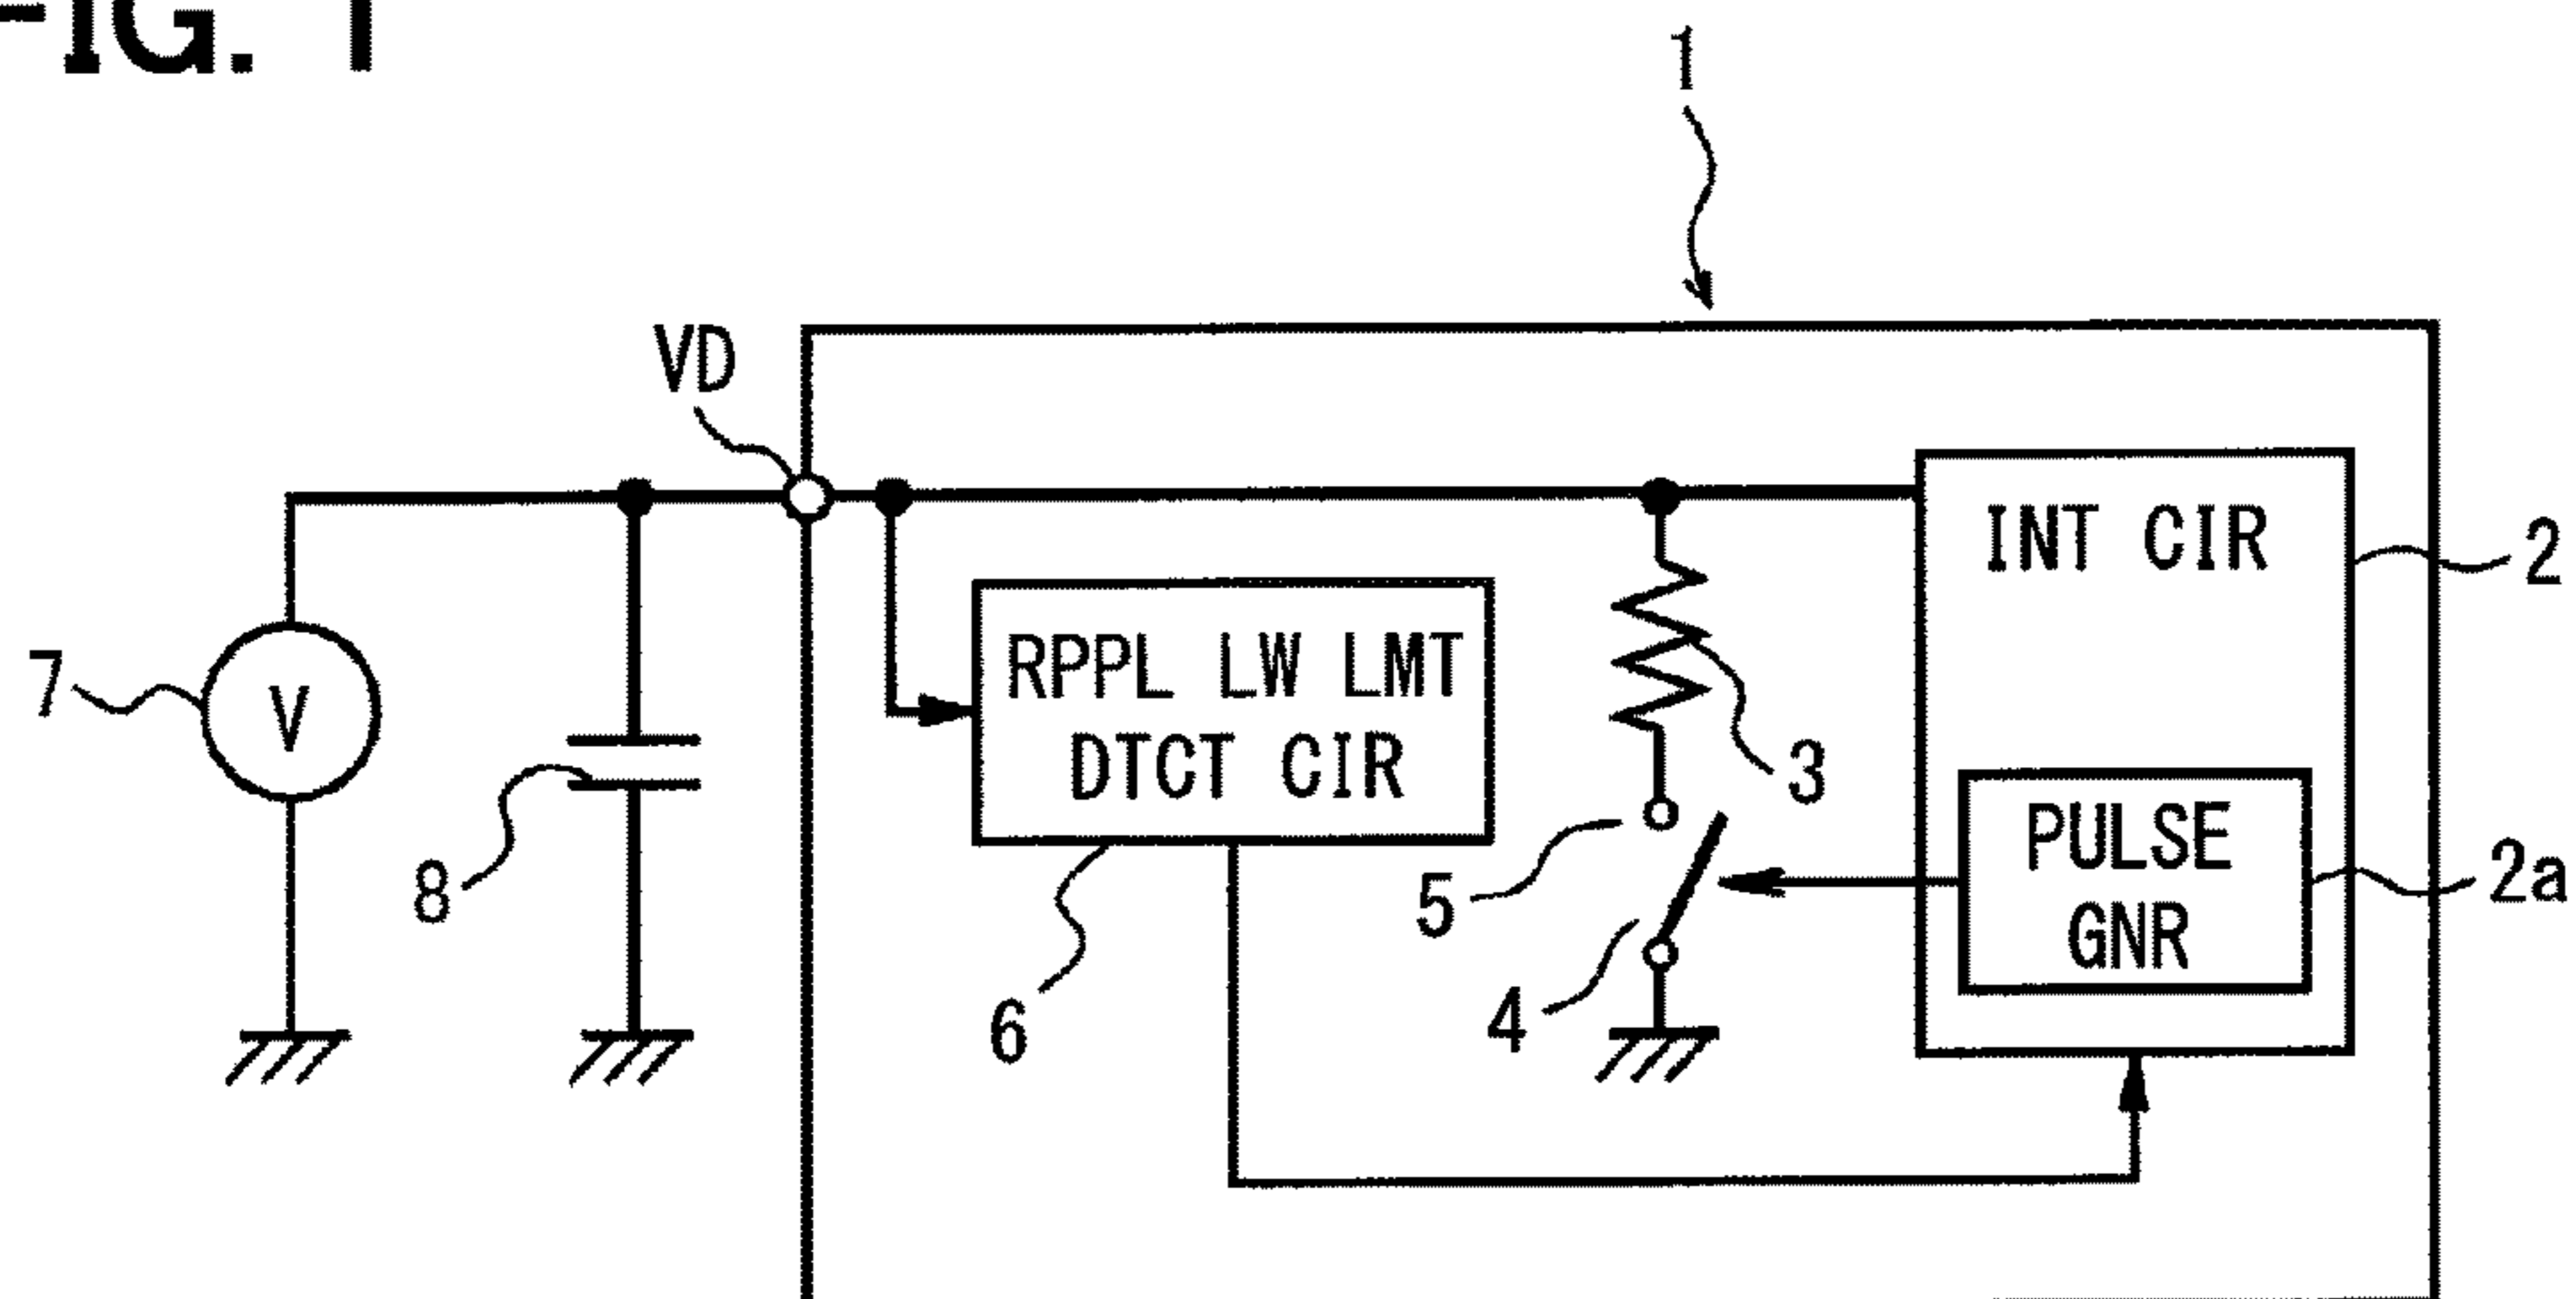 FIG. 1
1
VD
INT CIR
2
RPPL LW LMT
DTCT CIR
7
V
3
PULSE
GNR
2a
8
5
4
6